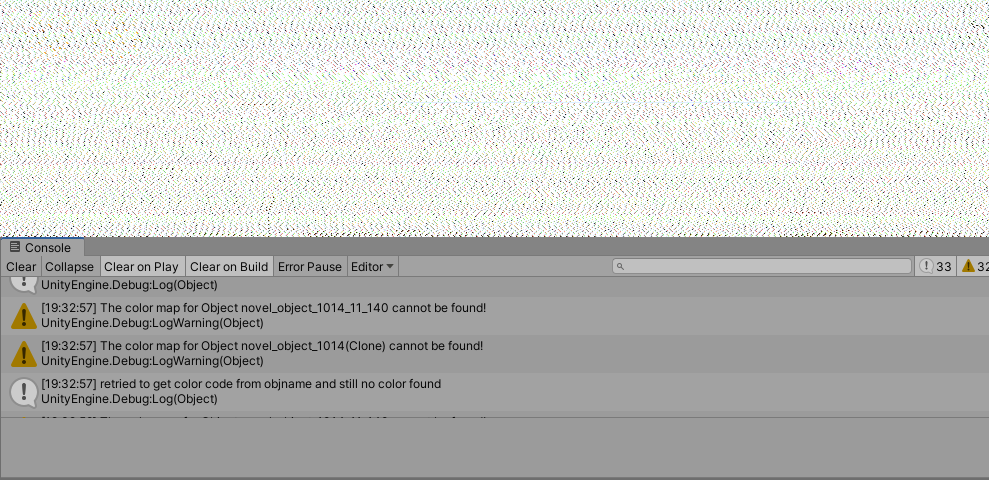 Console
Clear Collapse Clear on Play Clear on Build Error Pause Editor 33 32
UnityEngine.Debug:Log(Object)
[19:32:57] The color map for Object novel_object_1014_11_140 cannot be found!
UnityEngine.Debug:LogWarning(Object)
[19:32:57] The color map for Object novel_object_1014(Clone) cannot be found!
UnityEngine.Debug:LogWarning(Object)
[19:32:57] retried to get color code from objname and still no color found
UnityEngine.Debug:Log(Object)